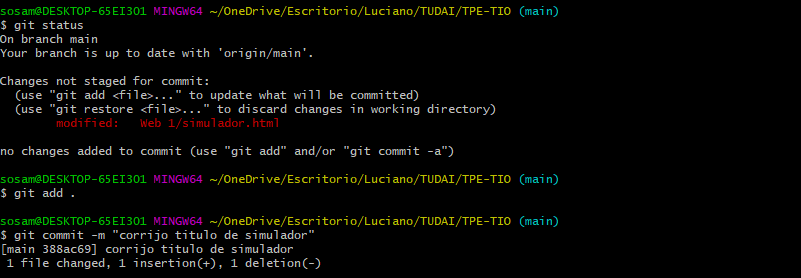 sosam@DESKTOP-65EI3O1 MINGW64 ~/OneDrive/Escritorio/Luciano/TUDAI/TPE-TIO (main)
$ git status
On branch main
Your branch is up to date with 'origin/main'.

Changes not staged for commit:
  (use "git add <file>..." to update what will be committed)
  (use "git restore <file>..." to discard changes in working directory)
        modified:   Web 1/simulador.html

no changes added to commit (use "git add" and/or "git commit -a")

sosam@DESKTOP-65EI3O1 MINGW64 ~/OneDrive/Escritorio/Luciano/TUDAI/TPE-TIO (main)
$ git add .

sosam@DESKTOP-65EI3O1 MINGW64 ~/OneDrive/Escritorio/Luciano/TUDAI/TPE-TIO (main)
$ git commit -m "corrijo titulo de simulador"
[main 388ac69] corrijo titulo de simulador
 1 file changed, 1 insertion(+), 1 deletion(-)